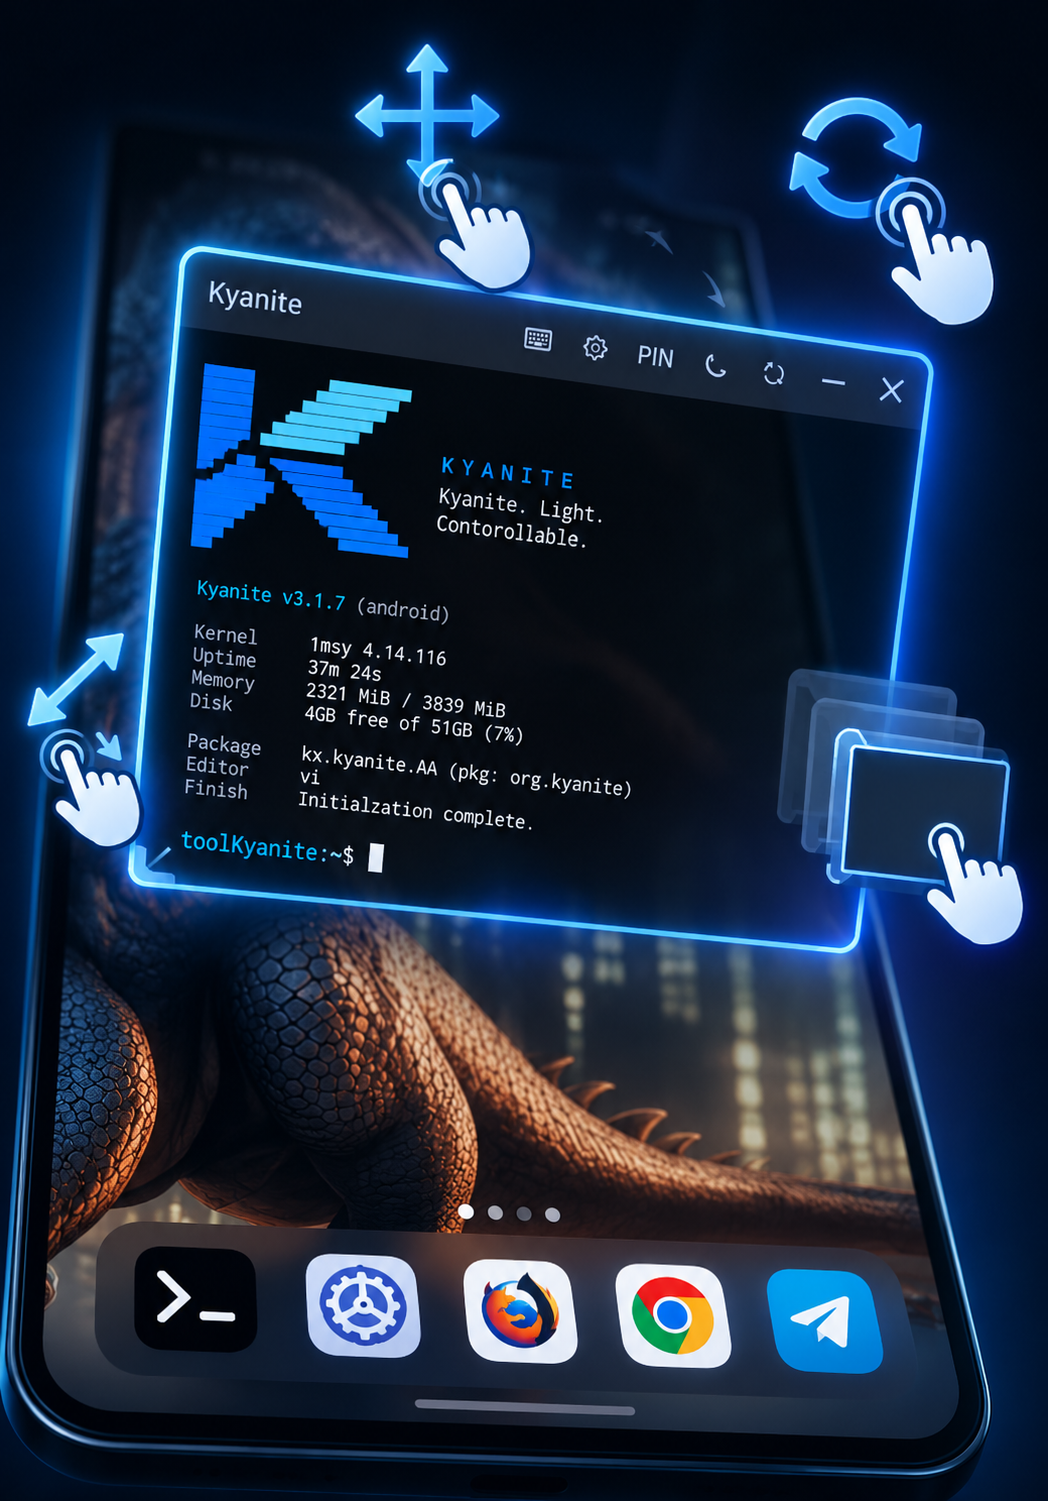 Kyanite
PIN
KYANITE
Kyanite. Light.
Contorollable.
Kyanite v3.1.7 (android)
Kernel 1msy 4.14.116
Uptime 37m 24s
Memory 2321 MiB / 3839 MiB
Disk 4GB free of 51GB (7%)
Package kx.kyanite.AA (pkg: org.kyanite)
Editor vi
Finish Initialzation complete.
toolKyanite:~$